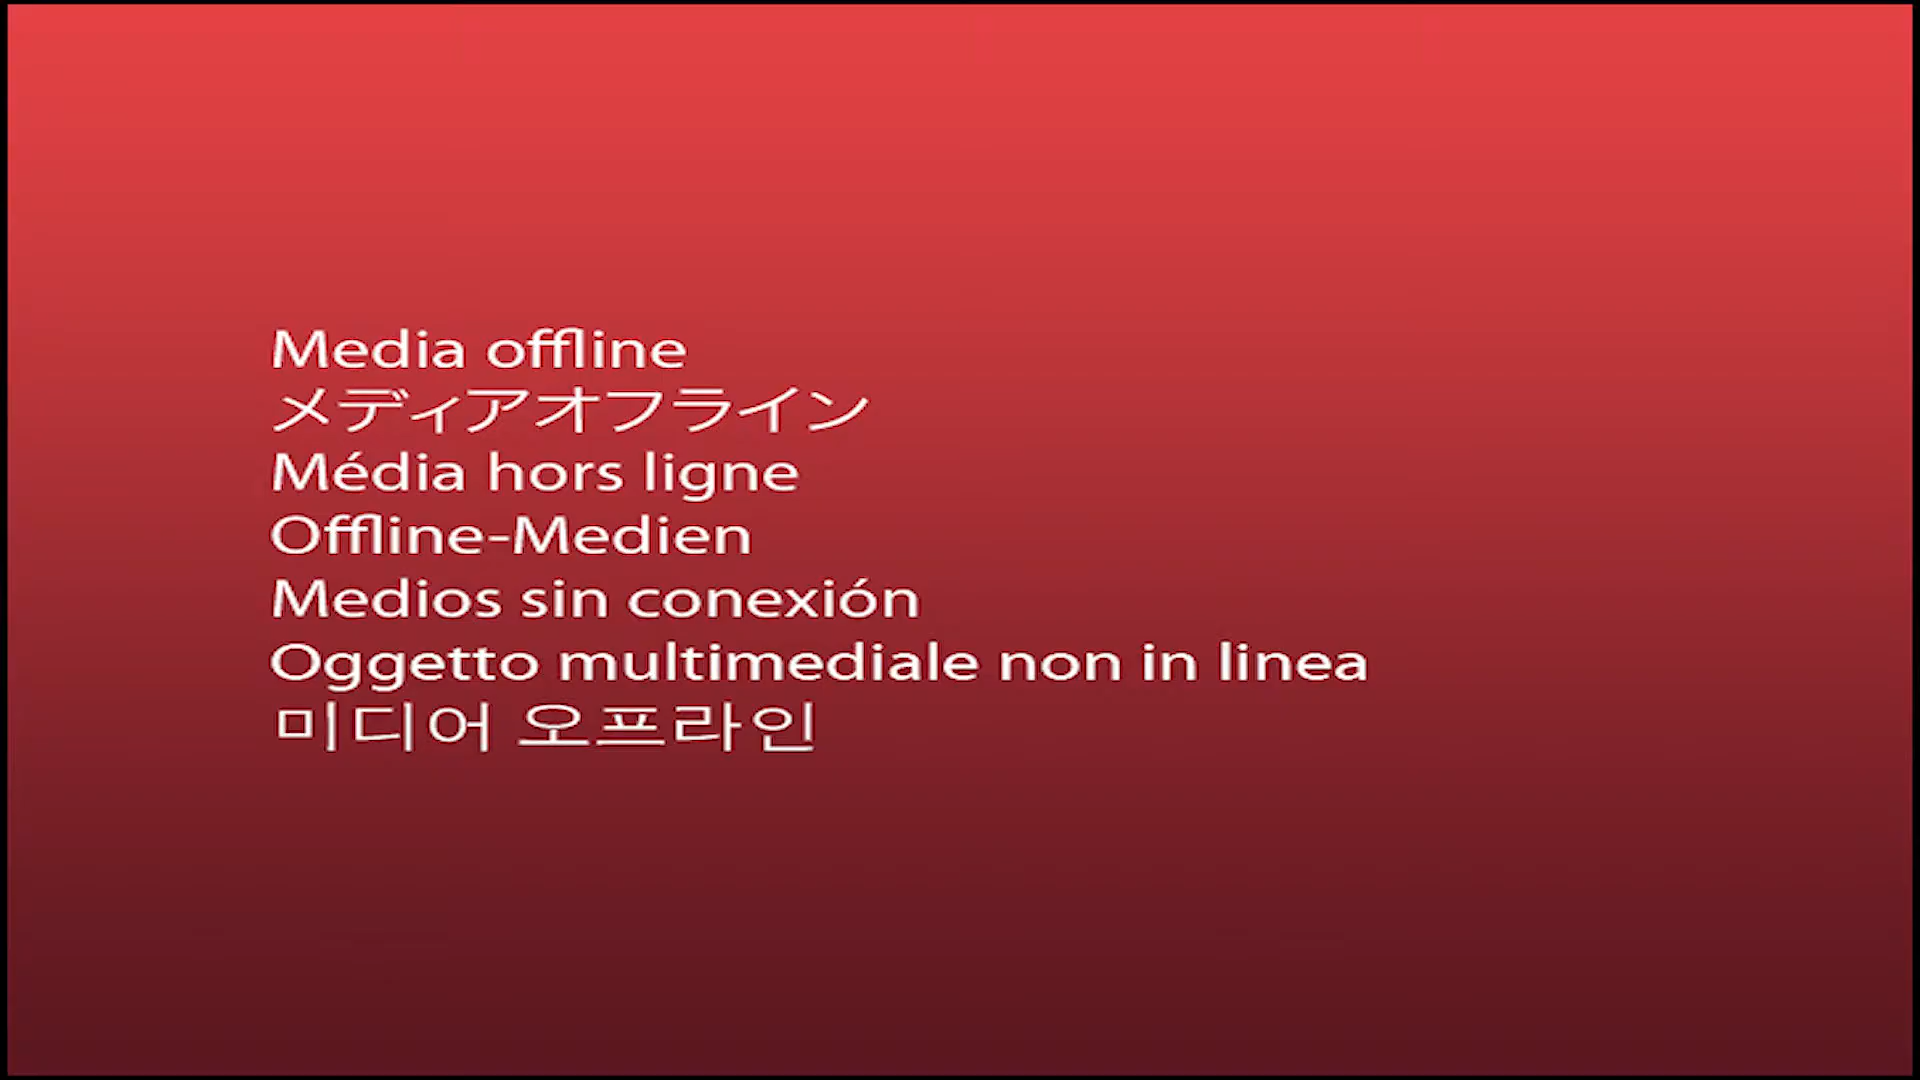 Media offline
メディアオフライン
Média hors ligne
Offline-Medien
Medios sin conexión
Oggetto multimediale non in linea
미디어 오프라인